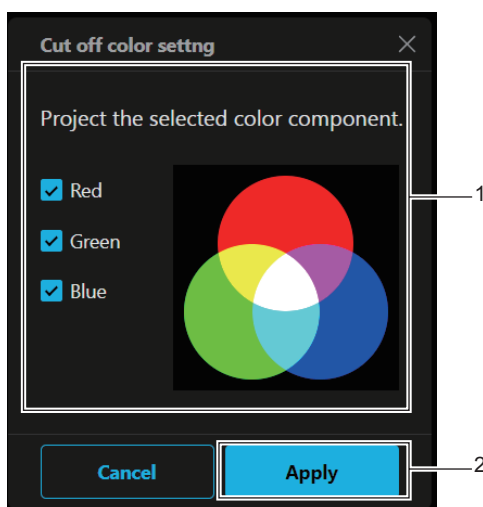 Cut off color settng
Project the selected color component.
Red
Green
Blue
1
Cancel
Apply
2